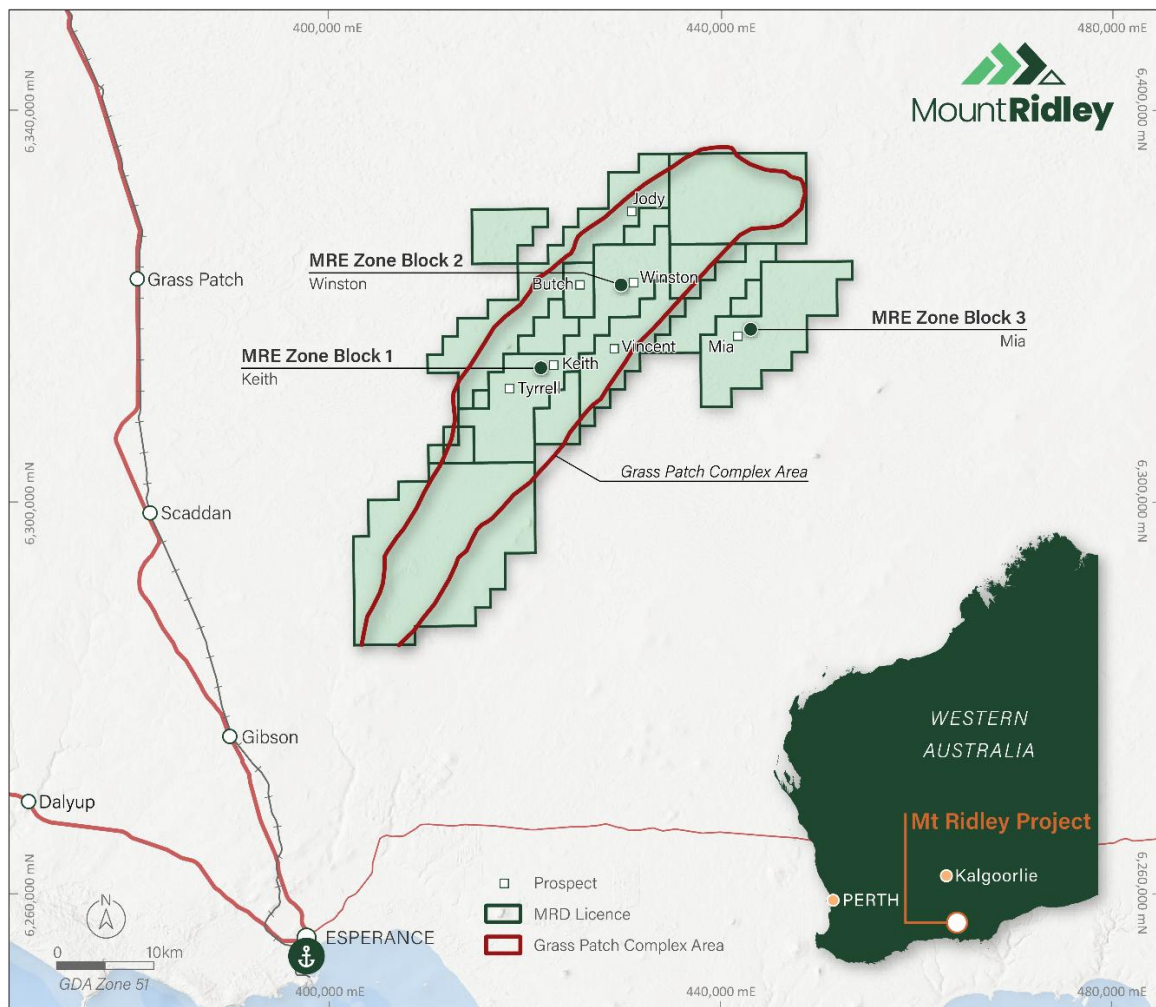 400,000 mE
440,000 mE
480,000 mE
6,340,000 mN
6,400,000 mN
MountRidley
Jody
Grass Patch
MRE Zone Block 2
Winston
Butch
Winston
MRE Zone Block 3
Mia
Mia
Vincent
MRE Zone Block 1
Keith
Keith
Tyrrell
Grass Patch Complex Area
6,300,000 mN
6,300,000 mN
Scaddan
Gibson
Dalyup
WESTERN
AUSTRALIA
Mt Ridley Project
Kalgoorlie
PERTH
6,260,000 mN
6,260,000 mN
Prospect
MRD Licence
Grass Patch Complex Area
N
0
10km
GDA Zone 51
ESPERANCE
400,000 mE
440,000 mE
480,000 mE